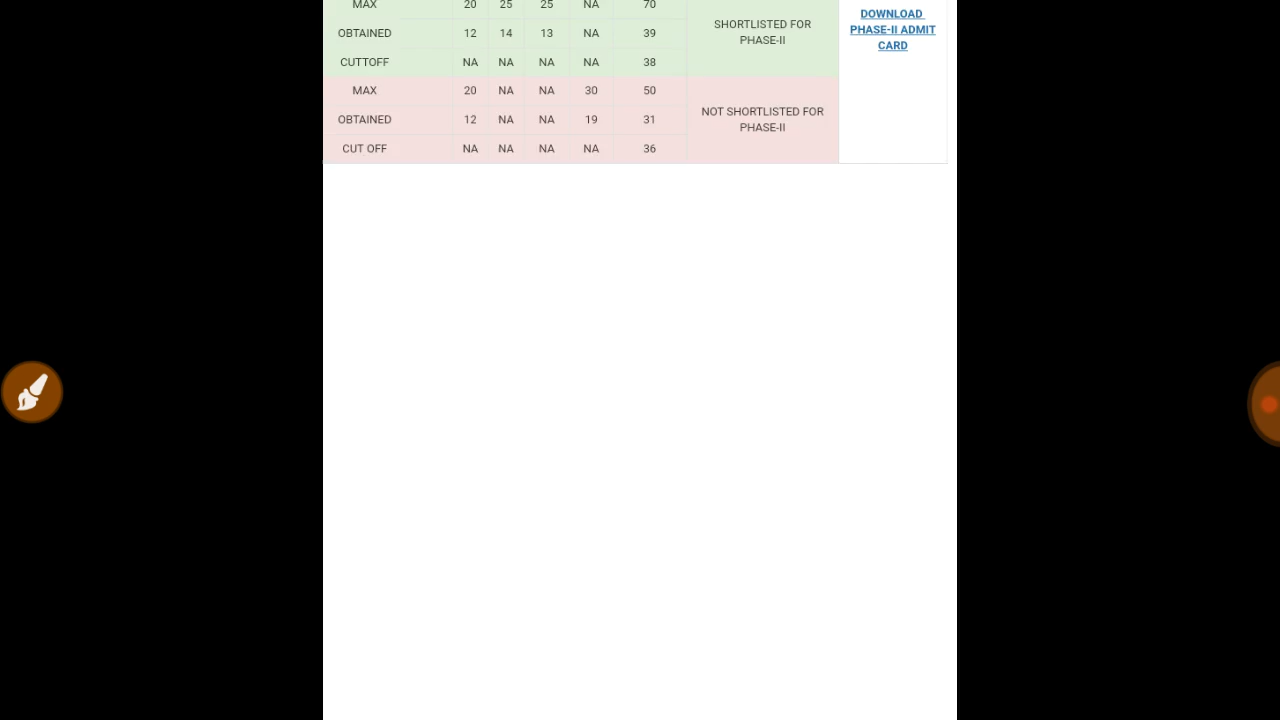 MAX 20 25 25 NA 70
OBTAINED 12 14 13 NA 39
CUTTOFF NA NA NA NA 38
SHORTLISTED FOR
PHASE-II
DOWNLOAD
PHASE-II ADMIT
CARD
MAX 20 NA NA 30 50
OBTAINED 12 NA NA 19 31
CUT OFF NA NA NA NA 36
NOT SHORTLISTED FOR
PHASE-II